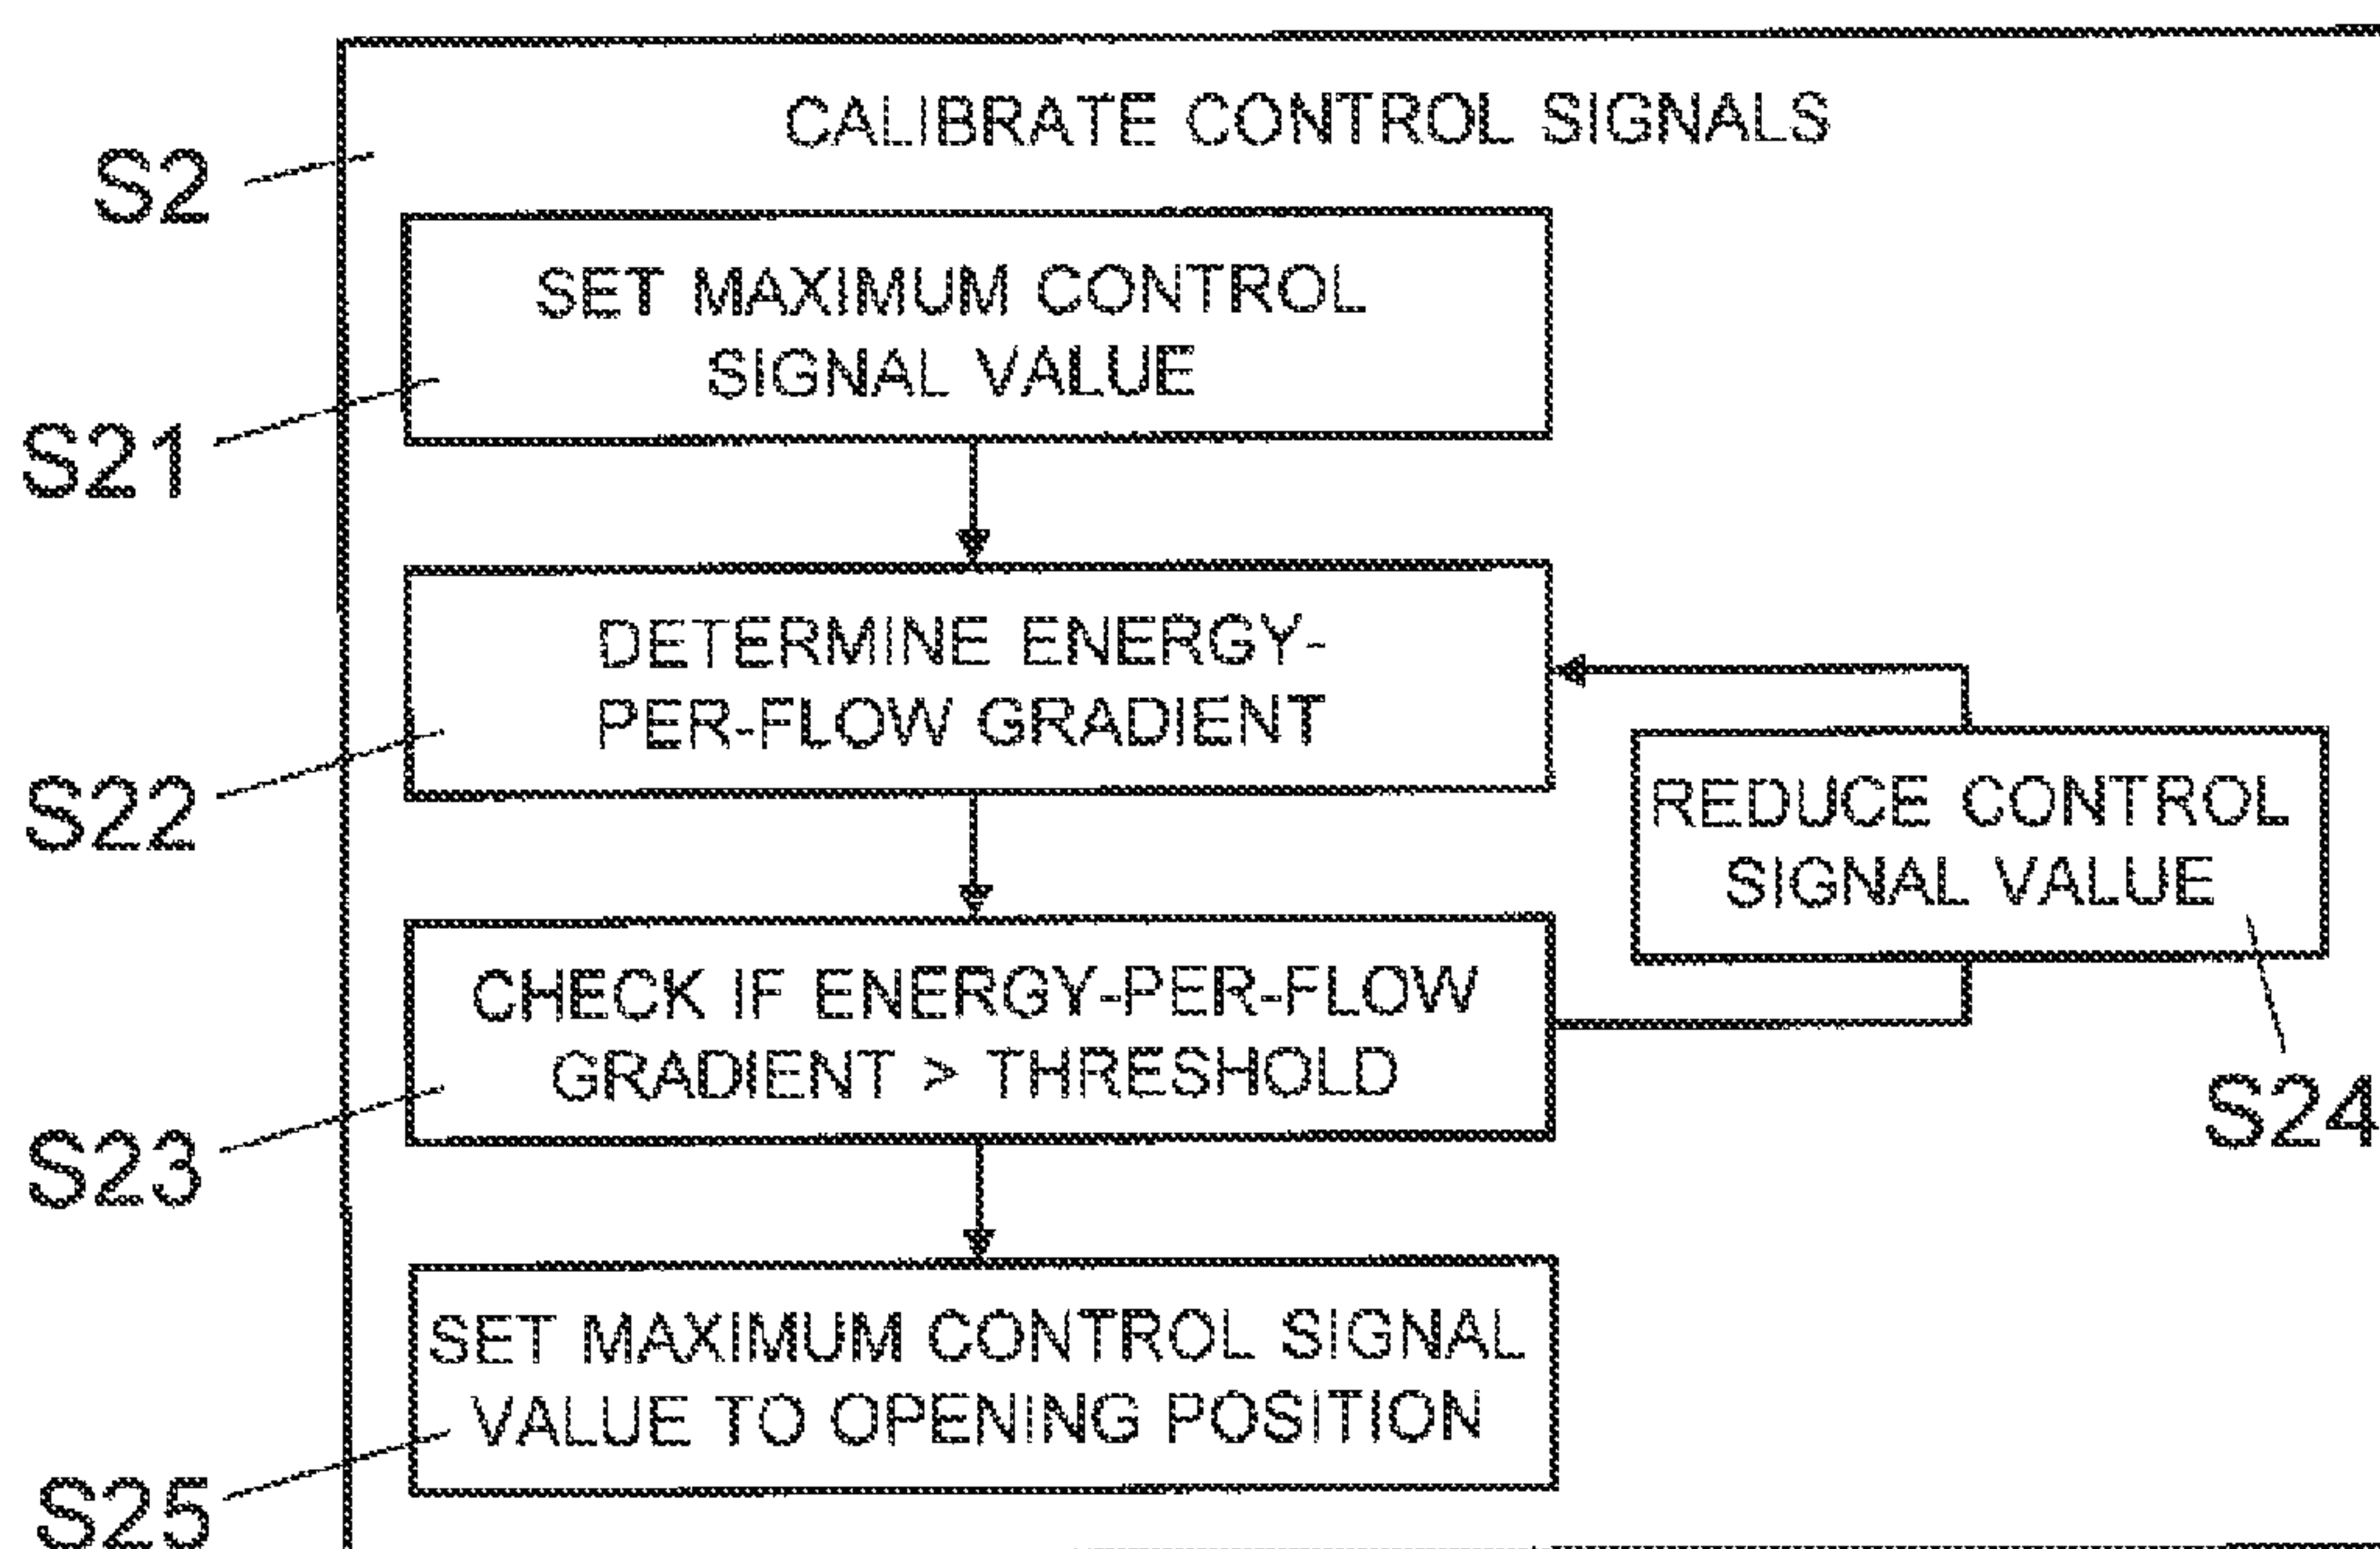 CALIBRATE CONTROL SIGNALS
S2
SET MAXIMUM CONTROL
SIGNAL VALUE
S21
DETERMINE ENERGY-
PER-FLOW GRADIENT
S22
REDUCE CONTROL
SIGNAL VALUE
S24
CHECK IF ENERGY-PER-FLOW
GRADIENT > THRESHOLD
S23
SET MAXIMUM CONTROL SIGNAL
VALUE TO OPENING POSITION
S25